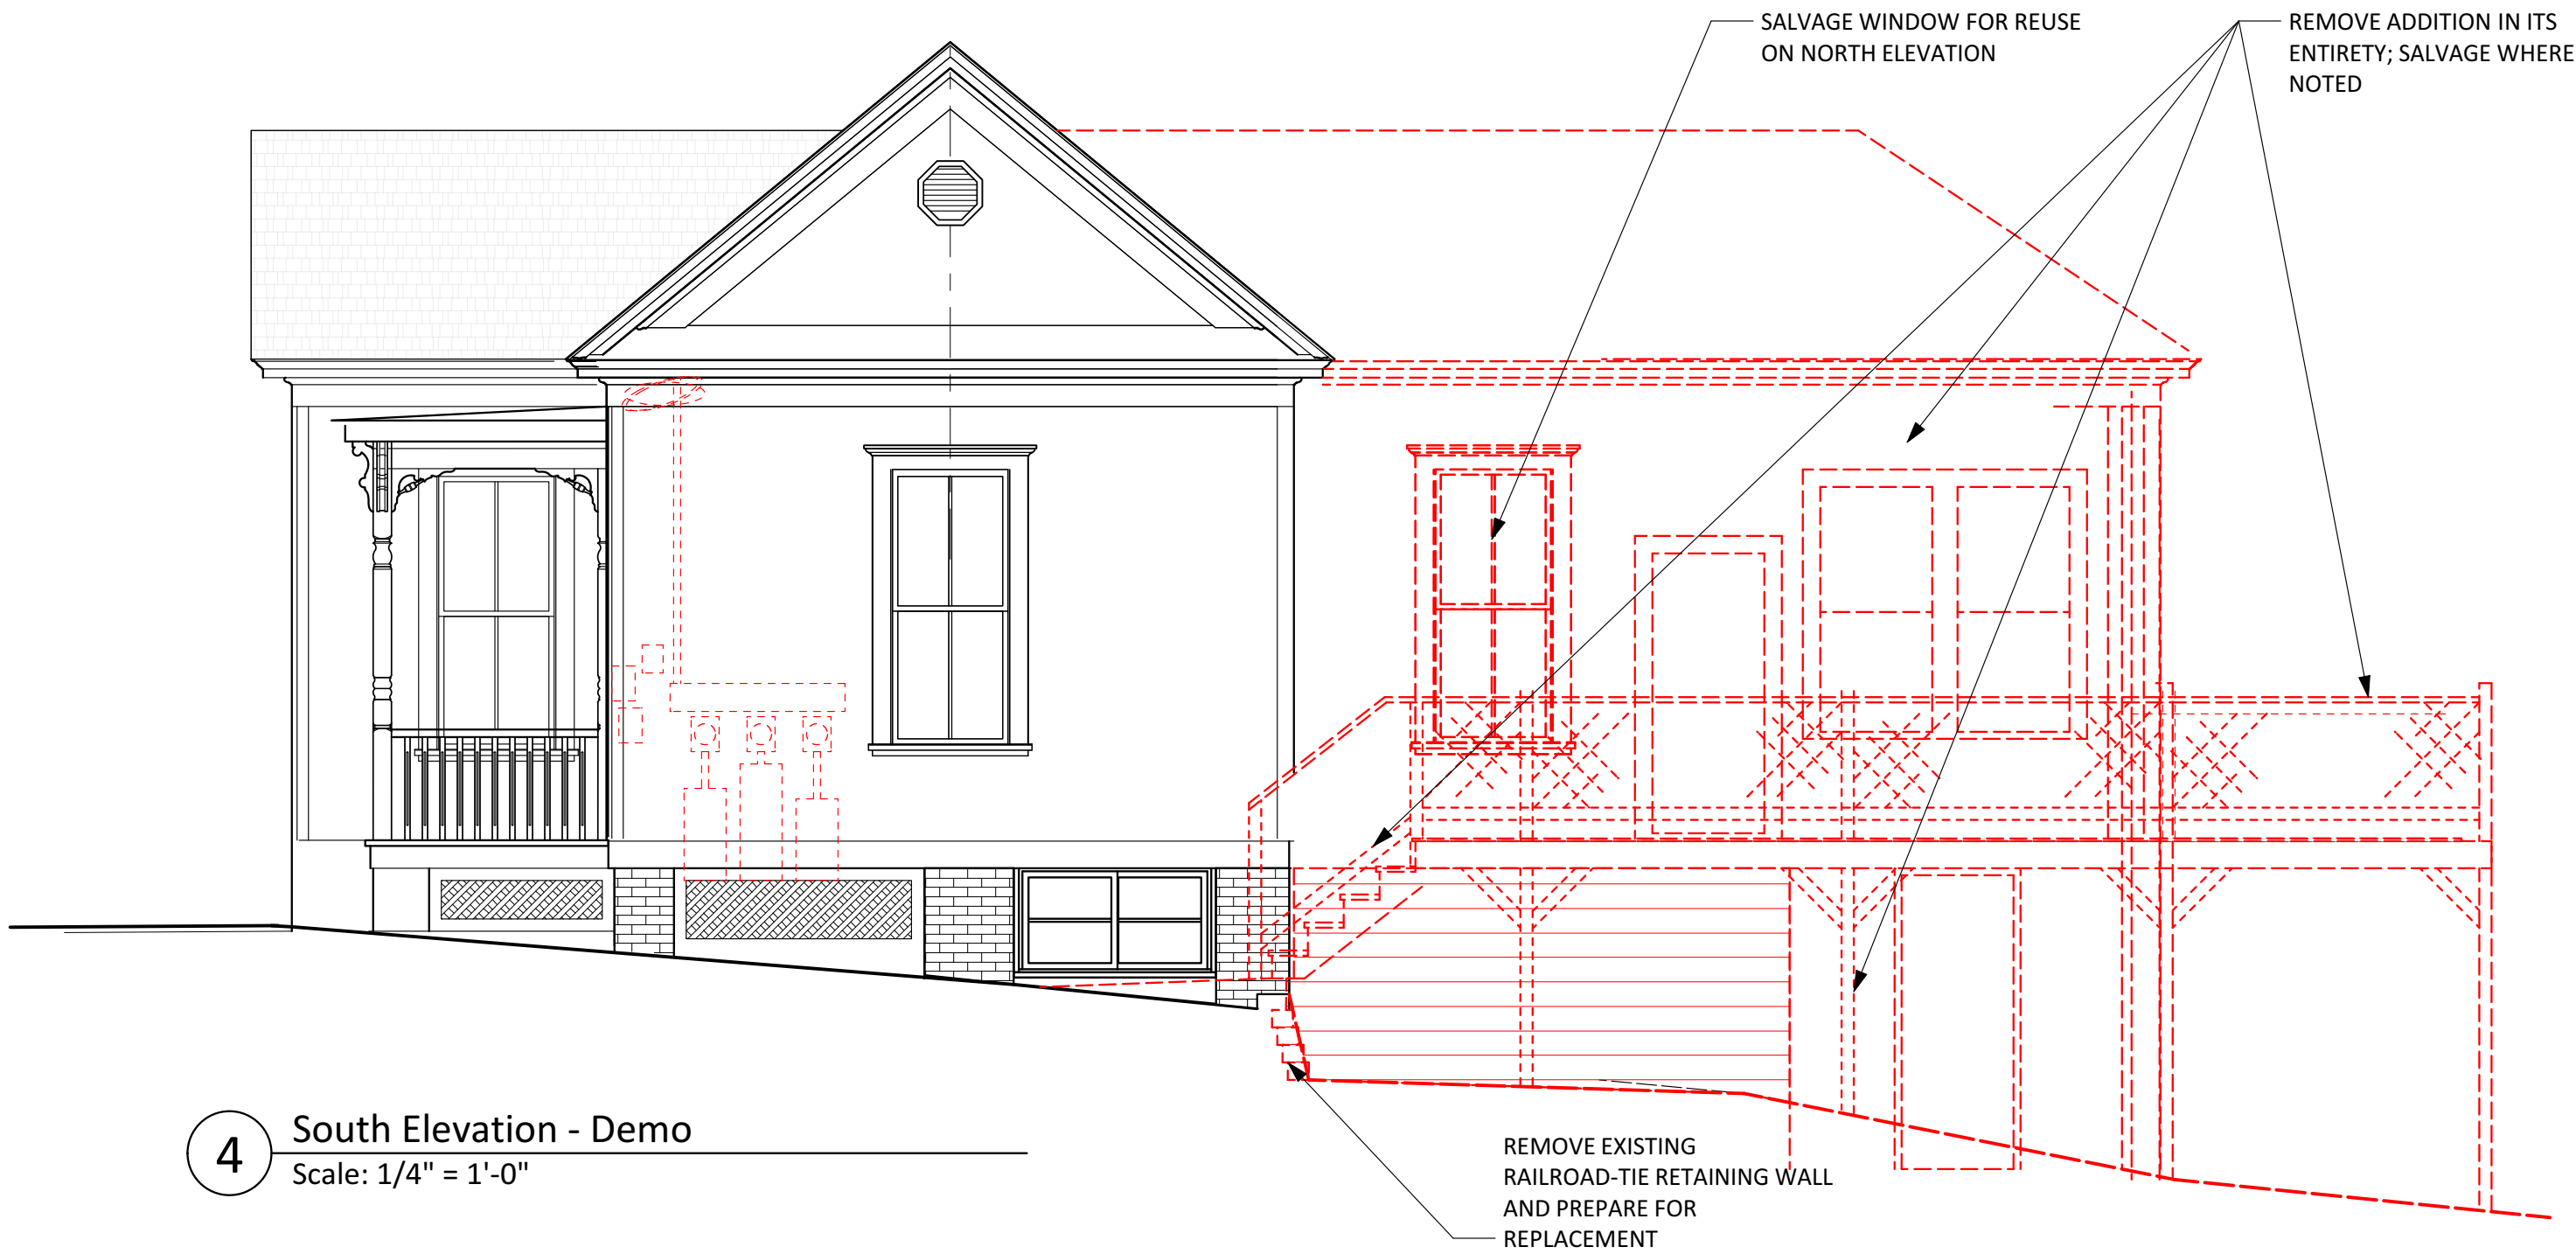 SALVAGE WINDOW FOR REUSE
ON NORTH ELEVATION
REMOVE ADDITION IN ITS
ENTIRETY; SALVAGE WHERE
NOTED
4
South Elevation - Demo
Scale: 1/4" = 1'-0"
REMOVE EXISTING
RAILROAD-TIE RETAINING WALL
AND PREPARE FOR
REPLACEMENT